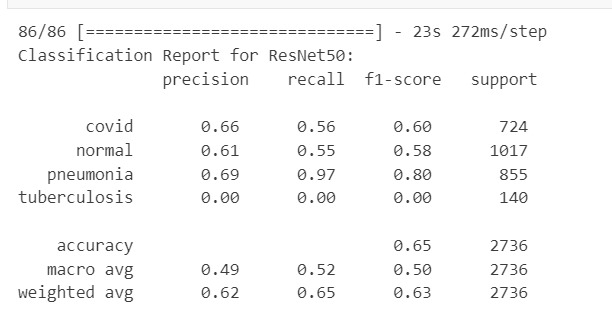 86/86 [==============================] - 23s 272ms/step
Classification Report for ResNet50:
precision recall f1-score support
covid 0.66 0.56 0.60 724
normal 0.61 0.55 0.58 1017
pneumonia 0.69 0.97 0.80 855
tuberculosis 0.00 0.00 0.00 140
accuracy 0.65 2736
macro avg 0.49 0.52 0.50 2736
weighted avg 0.62 0.65 0.63 2736